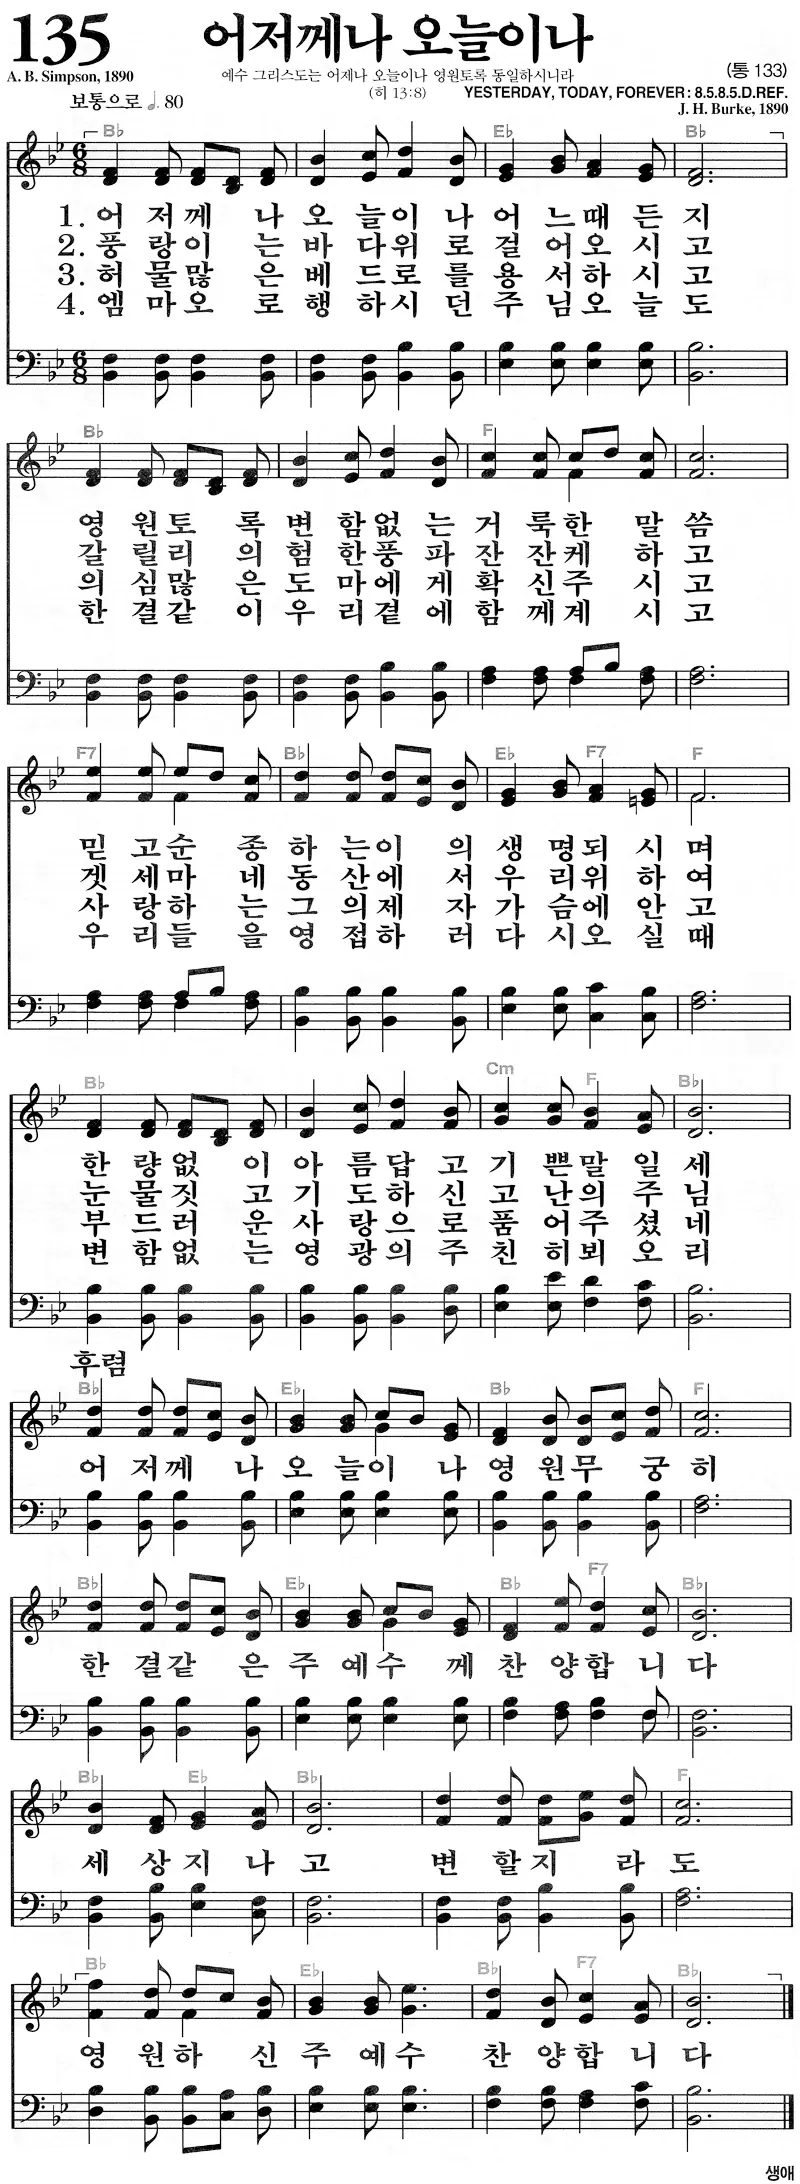 135 어저께나 오늘이나
A. B. Simpson, 1890 예수 그리스도는 어제나 오늘이나 영원토록 동일하시니라 (통 133)
보통으로 ♩. 80 (히 13:8) YESTERDAY, TODAY, FOREVER : 8.5.8.5.D.REF.
J. H. Burke, 1890
B♭ E♭ B♭
6/8
1. 어 저 께 나 오 늘 이 나 어 느 때 든 지
2. 풍 랑 이 는 바 다 위 로 걸 어 오 시 고
3. 허 물 많 은 베 드 로 를 용 서 하 시 고
4. 엠 마 오 로 행 하 시 던 주 님 오 늘 도
6/8
B♭ F
영 원 토 록 변 함 없 는 거 룩 한 말 씀
갈 릴 리 의 험 한 풍 파 잔 잔 케 하 고
의 심 많 은 도 마 에 게 확 신 주 시 고
한 결 같 이 우 리 곁 에 함 께 계 시 고
F7 B♭ E♭ F7 F
믿 고 순 종 하 는 이 의 생 명 되 시 며
겟 세 마 네 동 산 에 서 우 리 위 하 여
사 랑 하 는 그 의 제 자 가 슴 에 안 고
우 리 들 을 영 접 하 러 다 시 오 실 때
B♭ Cm F B♭
한 량 없 이 아 름 답 고 기 쁜 말 일 세
눈 물 짓 고 기 도 하 신 고 난 의 주 님
부 드 러 운 사 랑 으 로 품 어 주 셨 네
변 함 없 는 영 광 의 주 친 히 뵈 오 리
후렴
B♭ E♭ B♭ F
어 저 께 나 오 늘 이 나 영 원 무 궁 히
B♭ E♭ B♭ F7 B♭
한 결 같 은 주 예 수 께 찬 양 합 니 다
B♭ E♭ B♭ F
세 상 지 나 고 변 할 지 라 도
B♭ E♭ B♭ F7 B♭
영 원 하 신 주 예 수 찬 양 합 니 다
생애